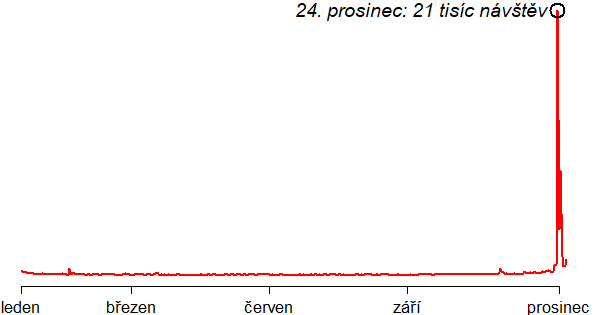 24. prosinec: 21 tisíc návštěv
leden březen červen září prosinec